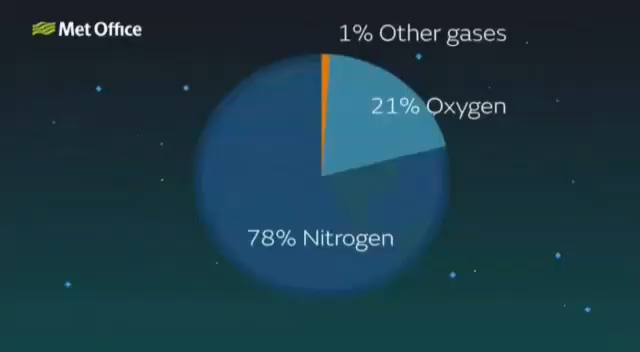 Met Office
1% Other gases
21% Oxygen
78% Nitrogen